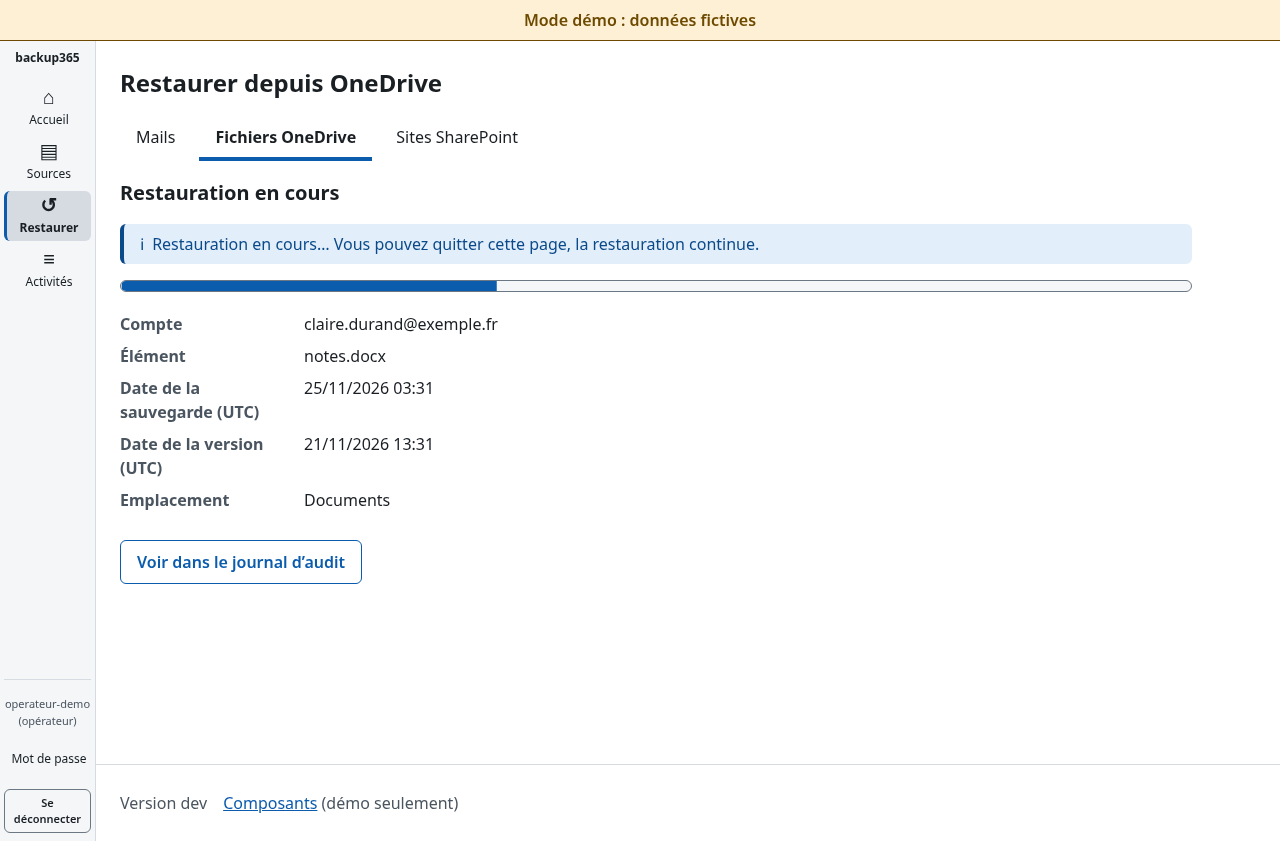 Mode démo : données fictives
backup365
Accueil
Sources
Restaurer
Activités
operateur-demo
(opérateur)
Mot de passe
Se
déconnecter
Restaurer depuis OneDrive
Mails Fichiers OneDrive Sites SharePoint
Restauration en cours
i Restauration en cours… Vous pouvez quitter cette page, la restauration continue.
Compte claire.durand@exemple.fr
Élément notes.docx
Date de la 25/11/2026 03:31
sauvegarde (UTC)
Date de la version 21/11/2026 13:31
(UTC)
Emplacement Documents
Voir dans le journal d’audit
Version dev Composants (démo seulement)